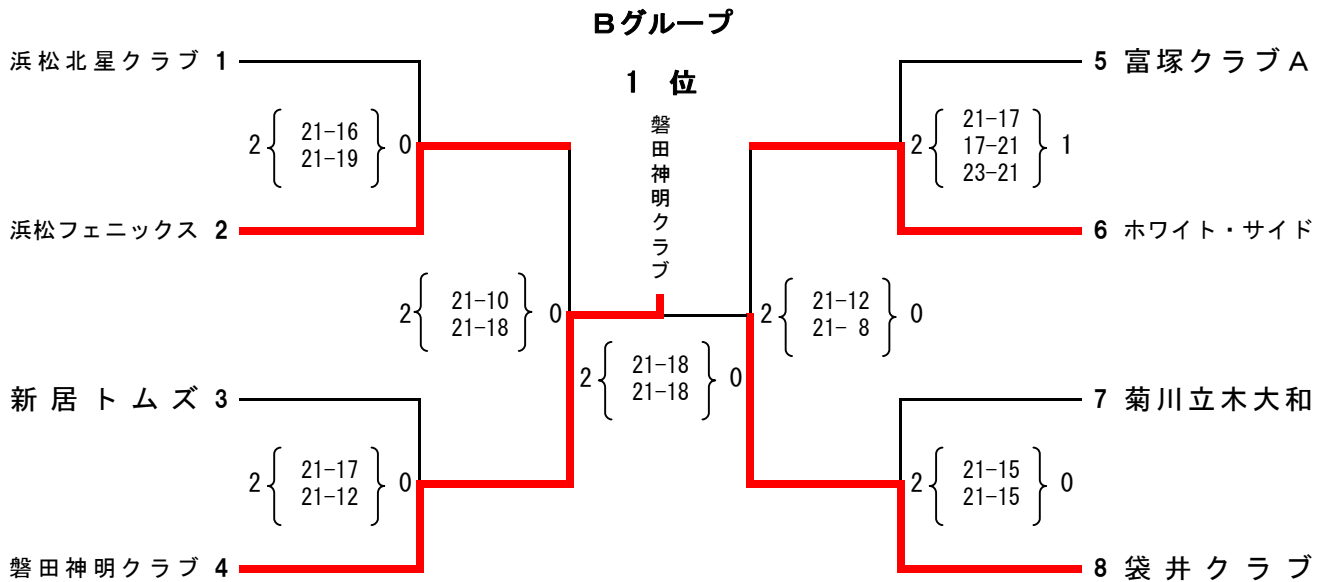 Bグループ
1 位
磐田神明クラブ
浜松北星クラブ 1
2 { 21-16 } 0
21-19
浜松フェニックス 2
2 { 21-10 } 0
21-18
新居トムズ 3
2 { 21-17 } 0
21-12
磐田神明クラブ 4
2 { 21-18 } 0
21-18
5 富塚クラブA
2 { 21-17
17-21 } 1
23-21
6 ホワイト・サイド
2 { 21-12 } 0
21- 8
7 菊川立木大和
2 { 21-15 } 0
21-15
8 袋井クラブ